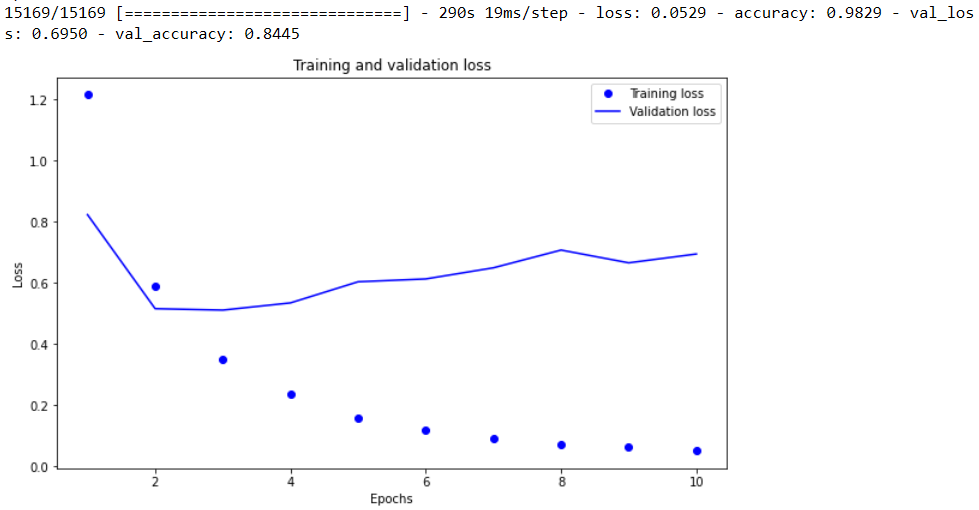 15169/15169 [==============================] - 290s 19ms/step - loss: 0.0529 - accuracy: 0.9829 - val_los
s: 0.6950 - val_accuracy: 0.8445
Training and validation loss
Training loss
Validation loss
1.2
1.0
0.8
0.6
0.4
0.2
0.0
Loss
2 4 6 8 10
Epochs